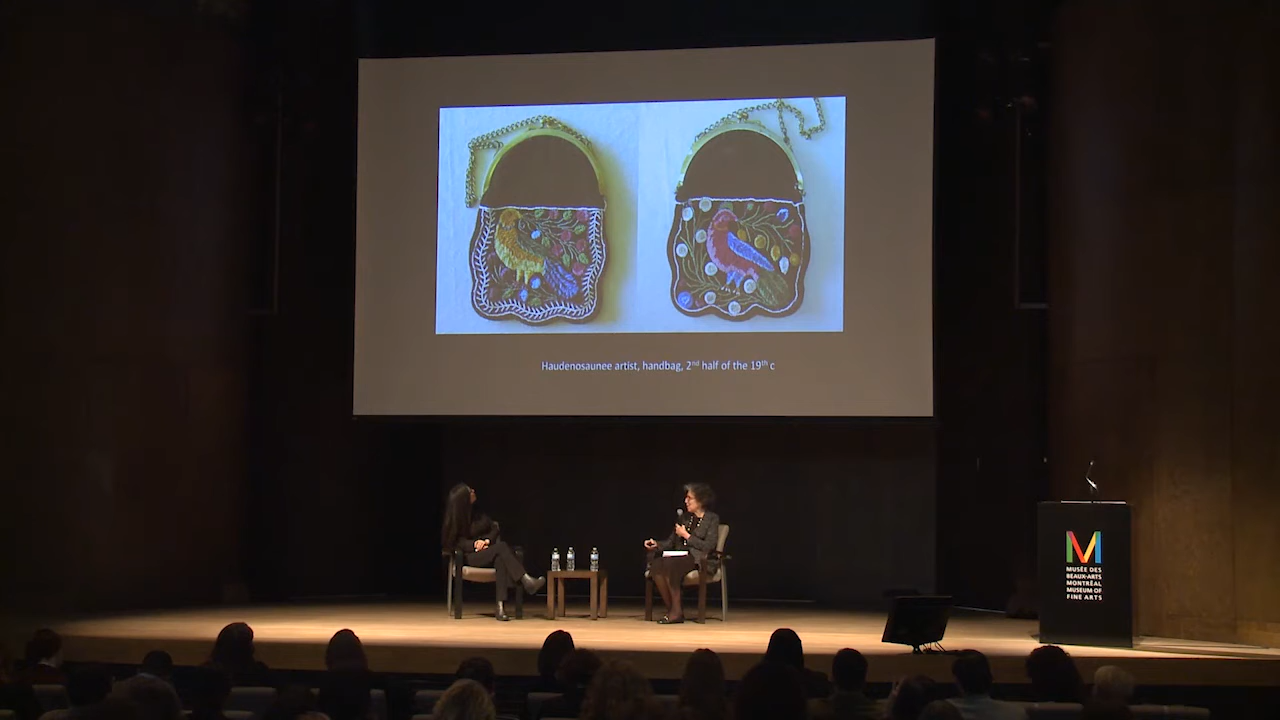 Haudenosaunee artist, handbag, 2nd half of the 19th c
M
MUSÉE DES
BEAUX-ARTS
MONTRÉAL
MUSEUM OF
FINE ARTS